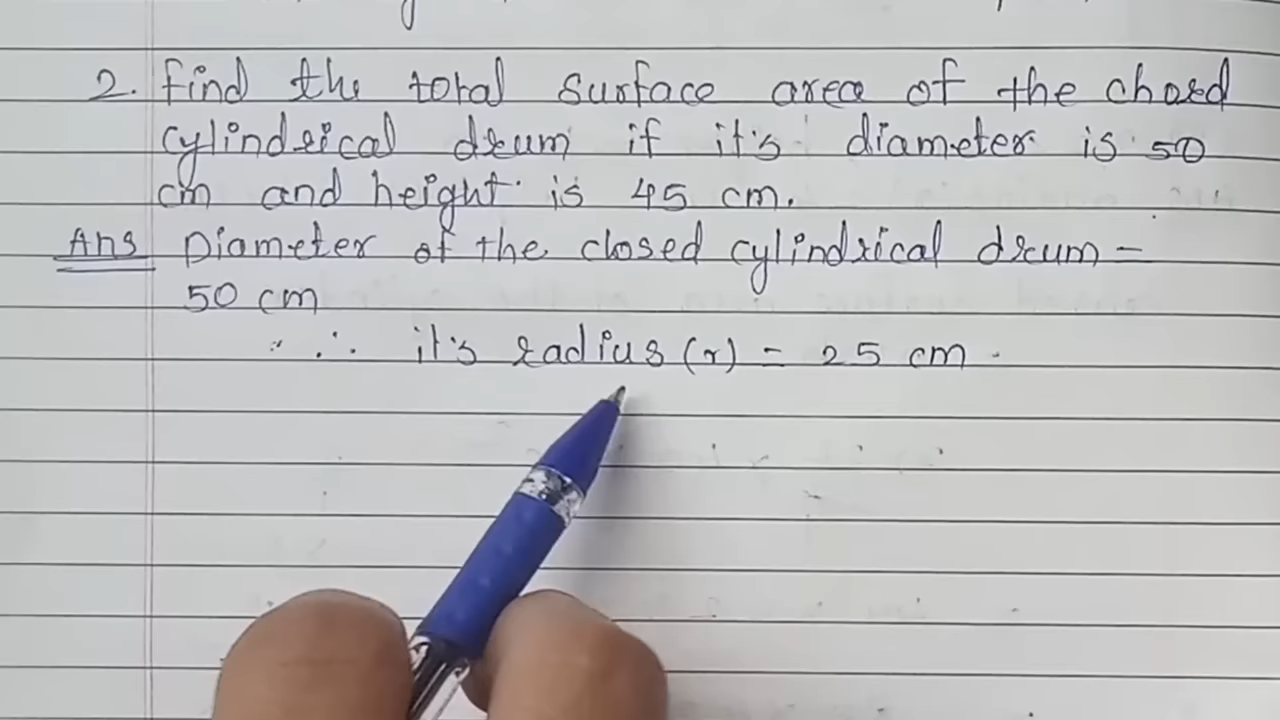 2. find the total surface area of the chosed
cylindrical drum if it's diameter is 50
cm and height is 45 cm.
Ans Diameter of the closed cylindrical drum =
50 cm
∴ it's radius (r) = 25 cm.